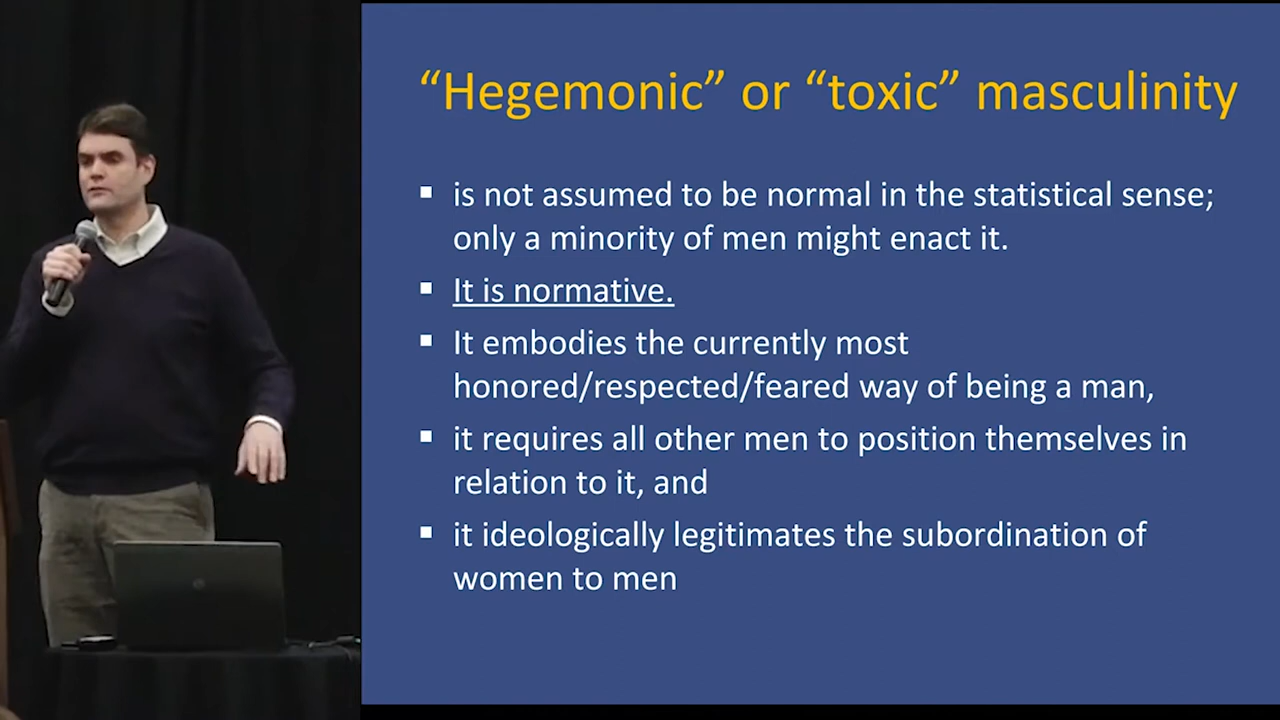 “Hegemonic” or “toxic” masculinity
▪ is not assumed to be normal in the statistical sense;
only a minority of men might enact it.
▪ It is normative.
▪ It embodies the currently most
honored/respected/feared way of being a man,
▪ it requires all other men to position themselves in
relation to it, and
▪ it ideologically legitimates the subordination of
women to men